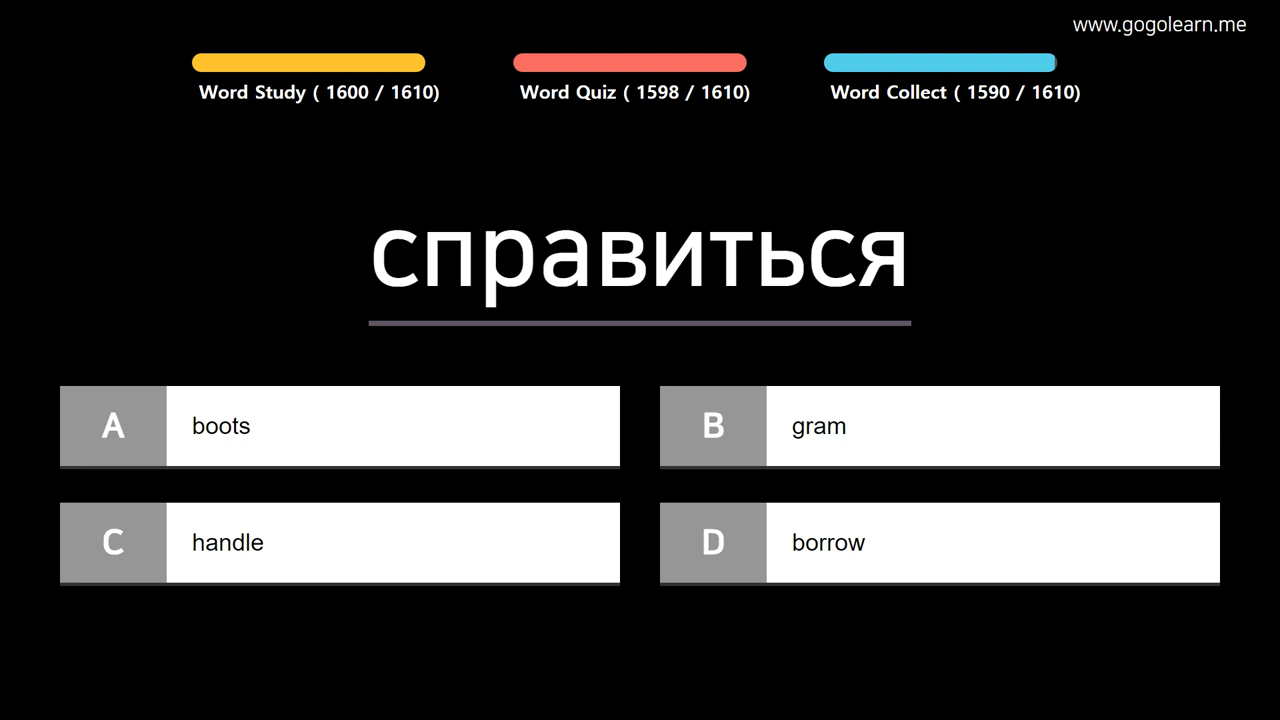 www.gogolearn.me
Word Study ( 1600 / 1610)
Word Quiz ( 1598 / 1610)
Word Collect ( 1590 / 1610)
справиться
A boots
B gram
C handle
D borrow